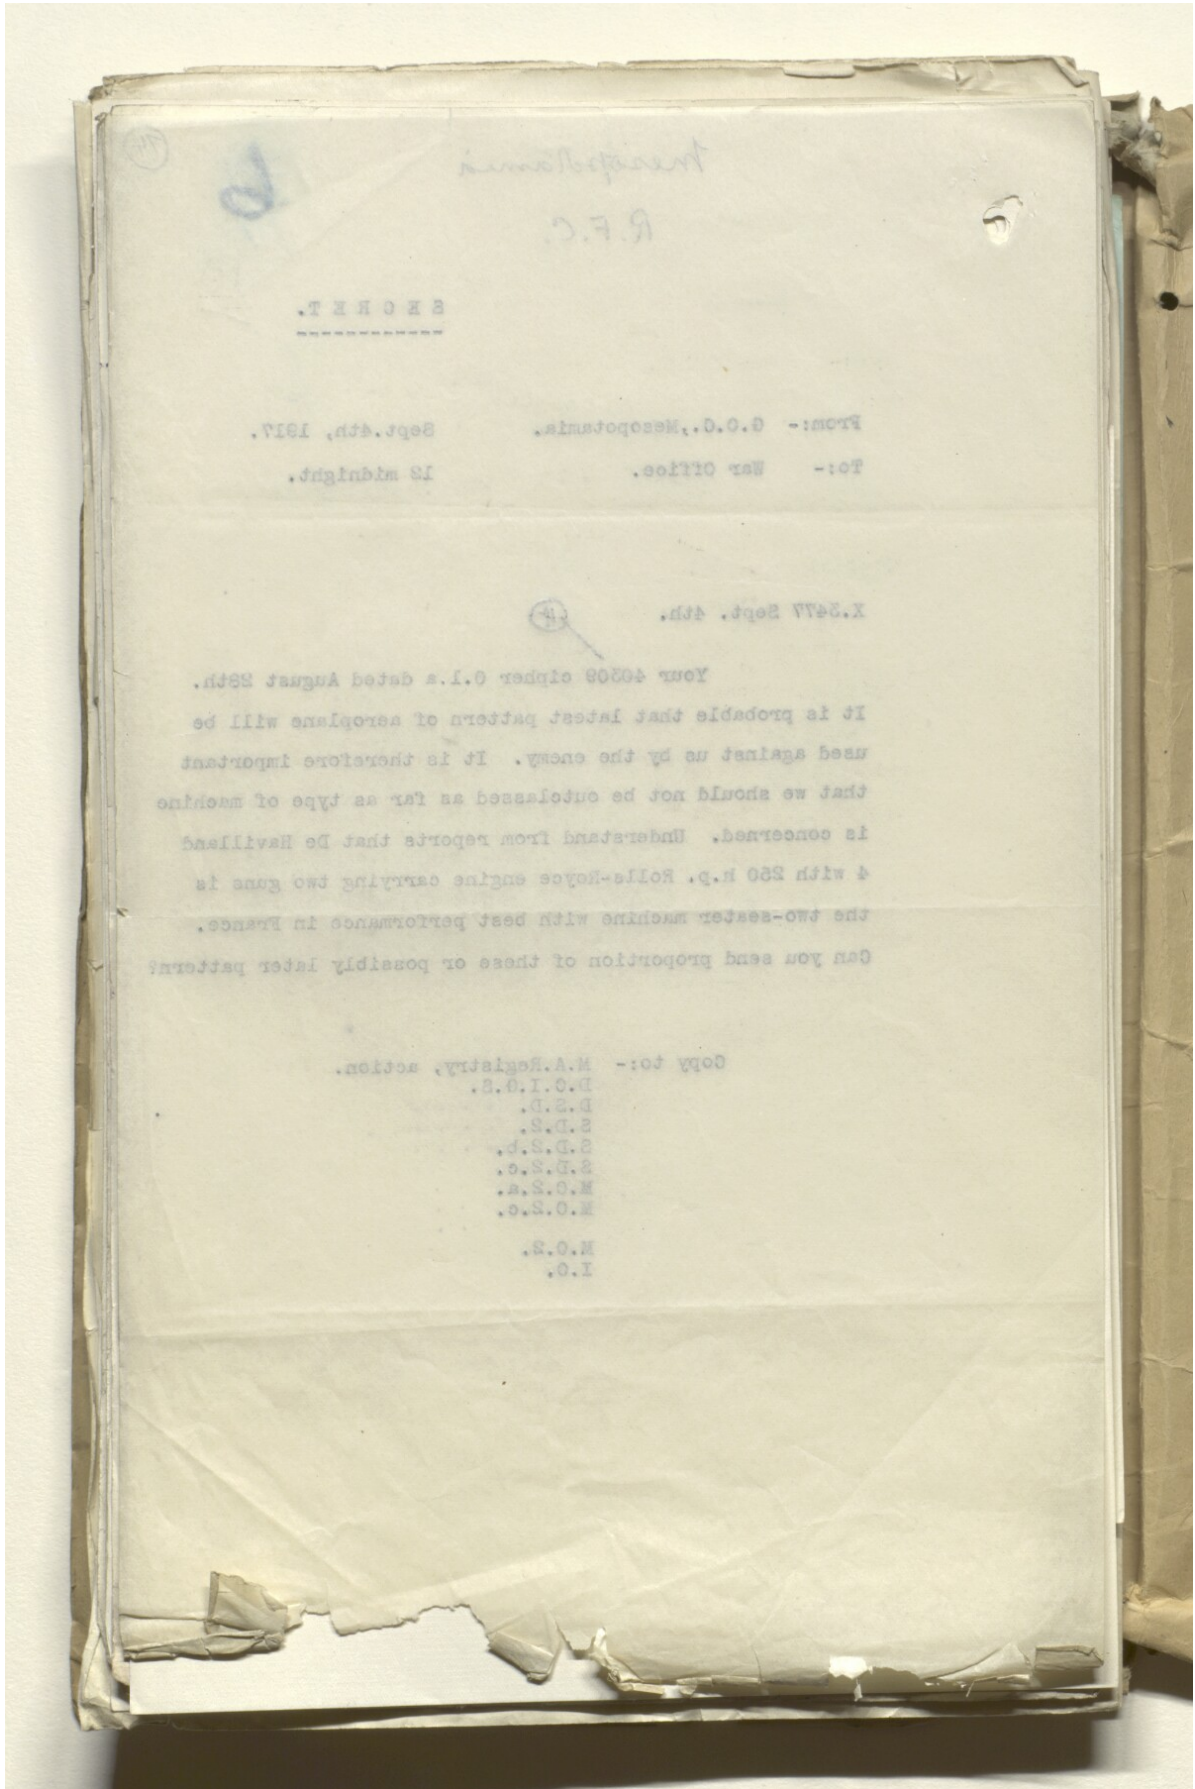 Mesopotamia
R.F.C.
6
SECRET.
From:- G.O.C.,Mesopotamia. Sept.4th, 1917.
To:- War Office. 12 midnight.
X.3477 Sept. 4th.
Your 40309 cipher O.1.a dated August 28th.
It is probable that latest pattern of aeroplane will be
used against us by the enemy. It is therefore important
that we should not be outclassed as far as type of machine
is concerned. Understand from reports that De Havilland
4 with 250 h.p. Rolls-Royce engine carrying two guns is
the two-seater machine with best performance in France.
Can you send proportion of these or possibly later pattern?
Copy to:- M.A.Registry, action.
D.C.I.G.S.
D.S.D.
S.D.2.
S.D.2.b.
S.D.2.c.
M.O.2.a.
M.O.2.c.
M.O.2.
I.O.